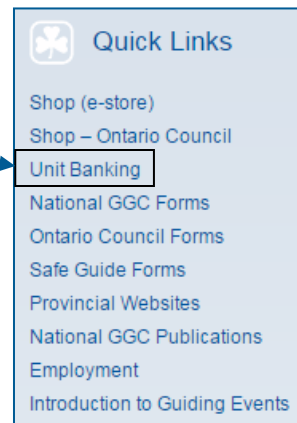 Quick Links
Shop (e-store)
Shop – Ontario Council
Unit Banking
National GGC Forms
Ontario Council Forms
Safe Guide Forms
Provincial Websites
National GGC Publications
Employment
Introduction to Guiding Events